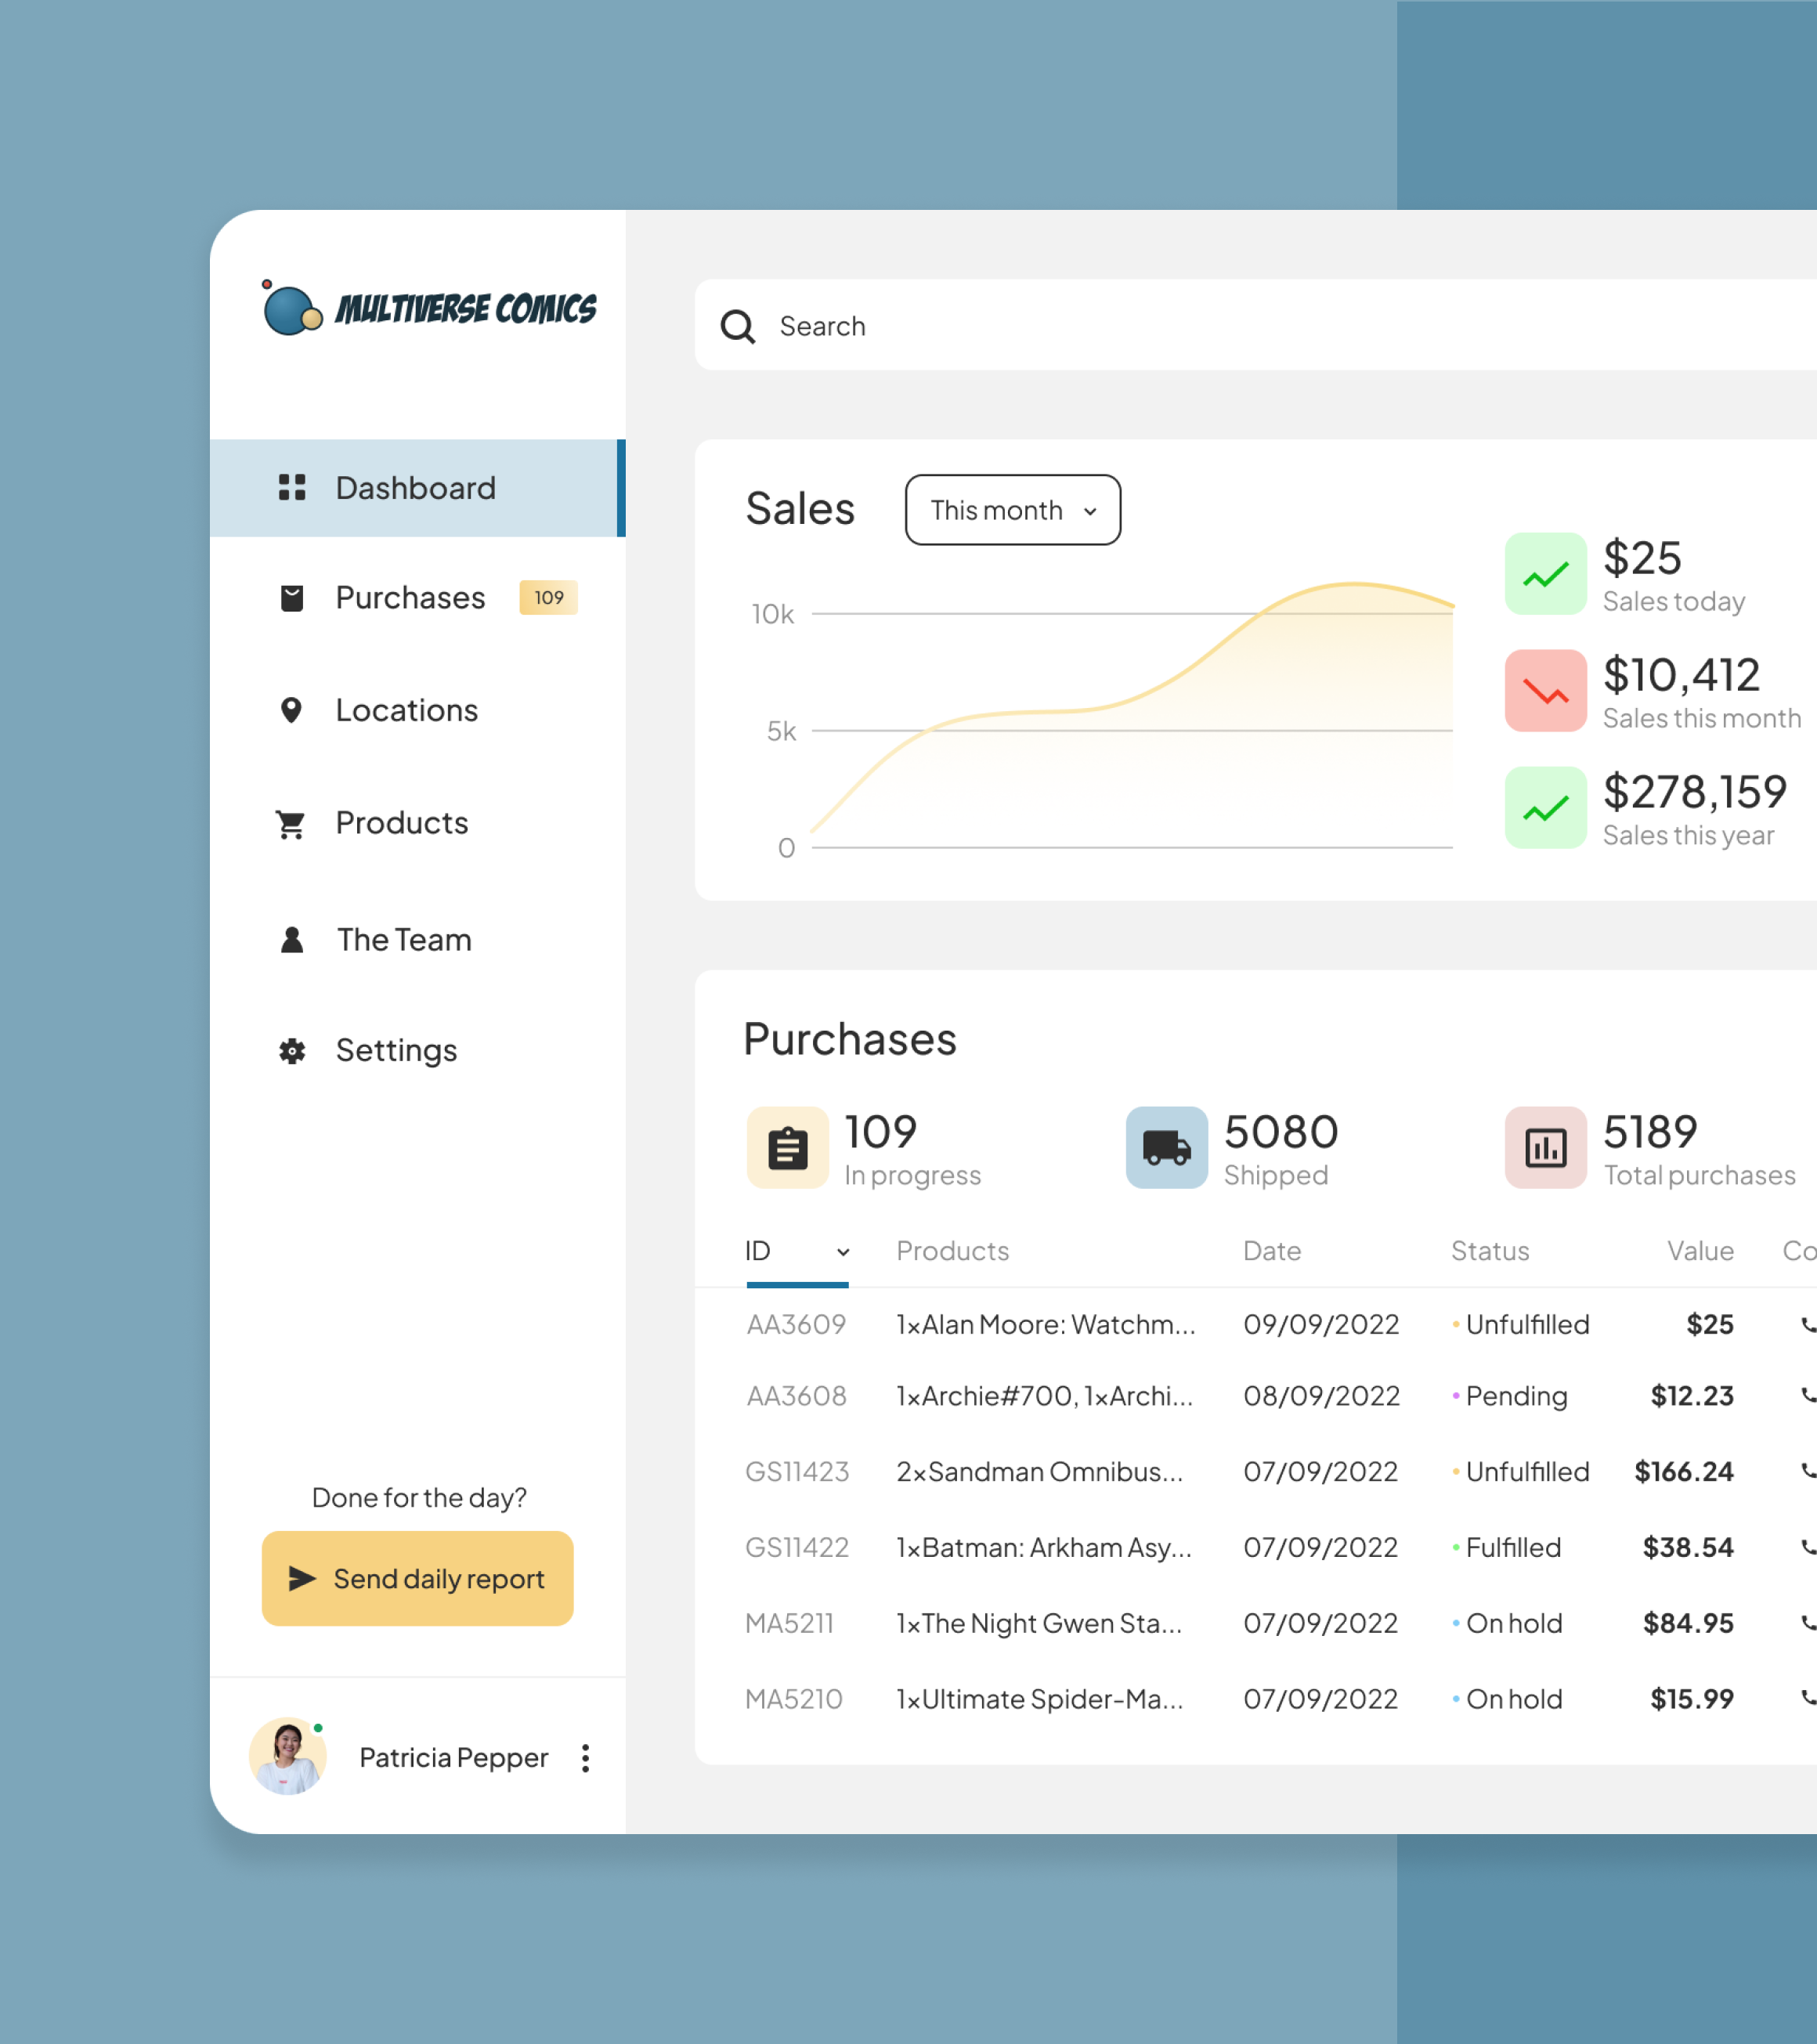 MULTIVERSE COMICS
Search
Dashboard
Purchases 109
Locations
Products
The Team
Settings
Done for the day?
Send daily report
Patricia Pepper
Sales This month
10k
5k
0
$25
Sales today
$10,412
Sales this month
$278,159
Sales this year
Purchases
109
In progress
5080
Shipped
5189
Total purchases
ID Products Date Status Value Co
AA3609 1×Alan Moore: Watchm... 09/09/2022 Unfulfilled $25
AA3608 1×Archie#700, 1×Archi... 08/09/2022 Pending $12.23
GS11423 2×Sandman Omnibus... 07/09/2022 Unfulfilled $166.24
GS11422 1×Batman: Arkham Asy... 07/09/2022 Fulfilled $38.54
MA5211 1×The Night Gwen Sta... 07/09/2022 On hold $84.95
MA5210 1×Ultimate Spider-Ma... 07/09/2022 On hold $15.99